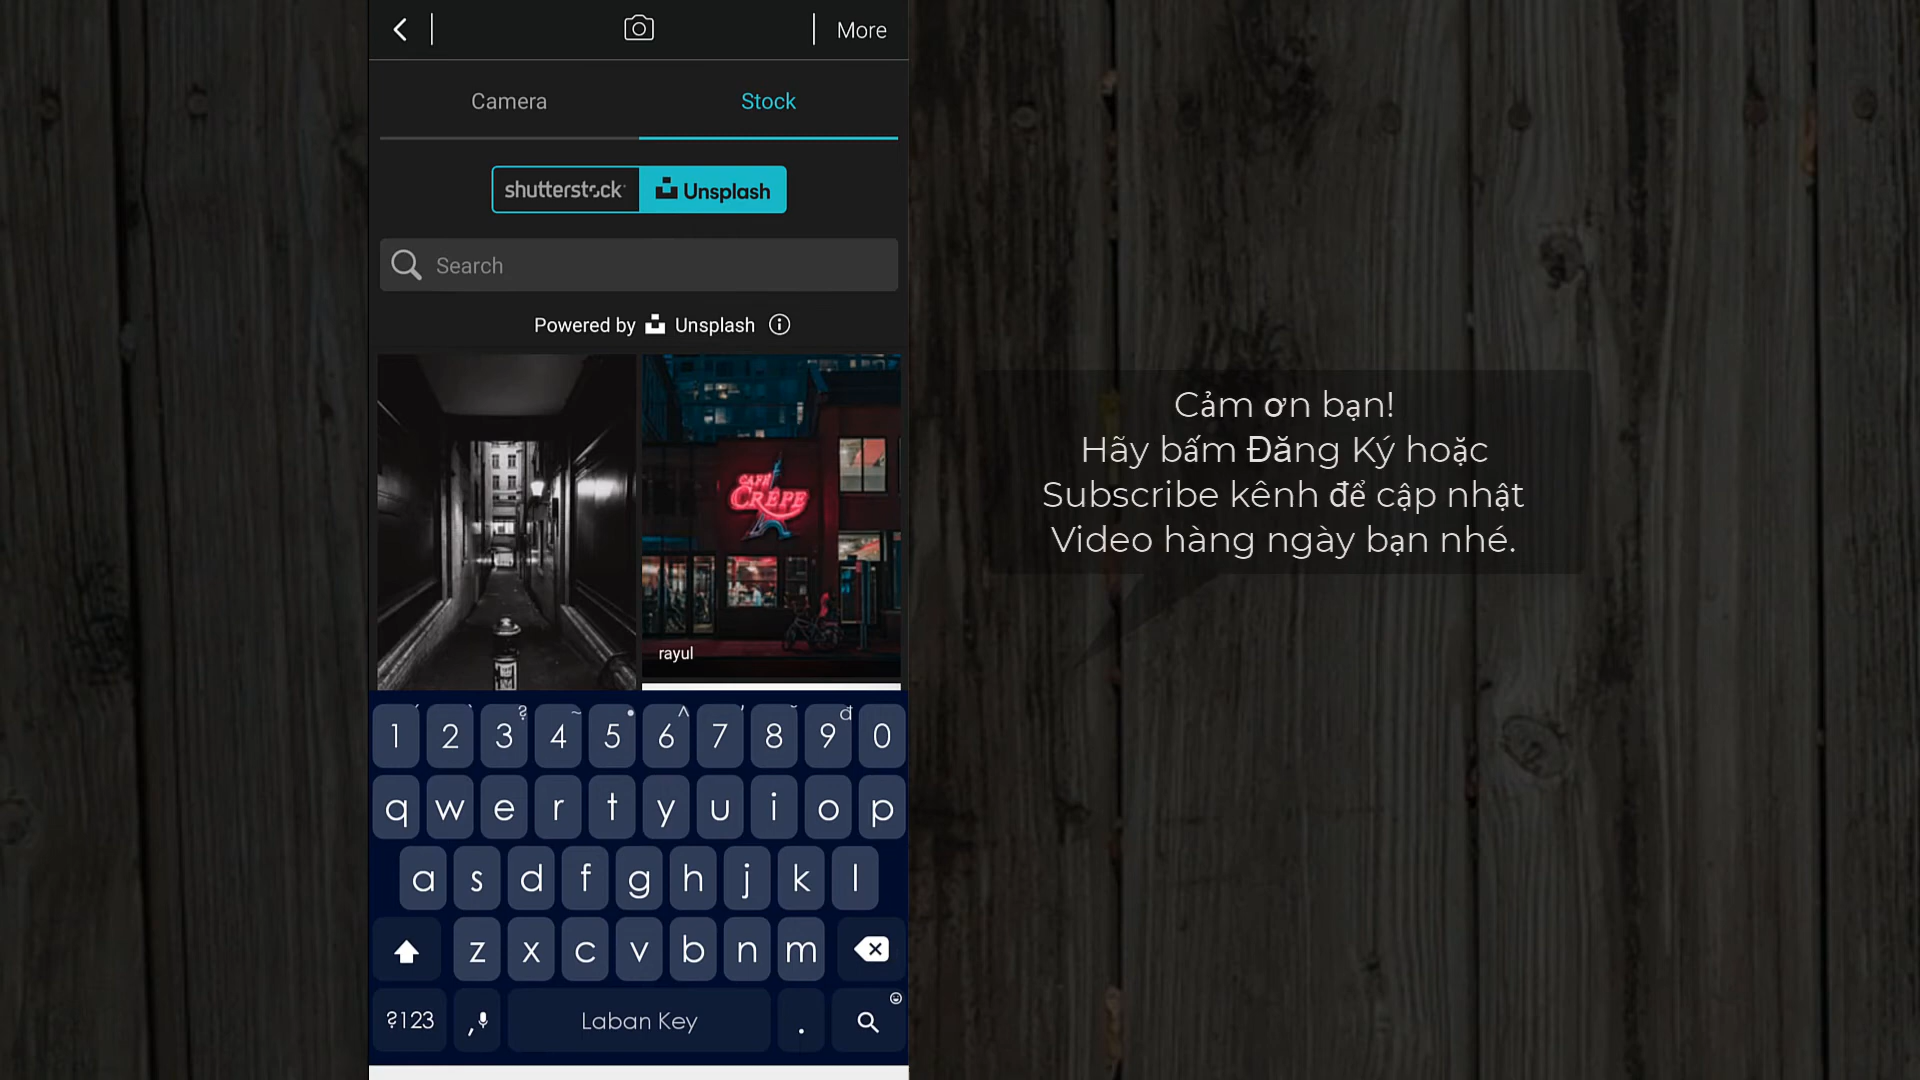 More
Camera
Stock
shutterstock
Unsplash
Search
Powered by Unsplash
CAFÉ
CRÊPE
rayul
1 2 3 4 5 6 7 8 9 0
q w e r t y u i o p
a s d f g h j k l
z x c v b n m
?123 , Laban Key .
Cảm ơn bạn!
Hãy bấm Đăng Ký hoặc
Subscribe kênh để cập nhật
Video hàng ngày bạn nhé.